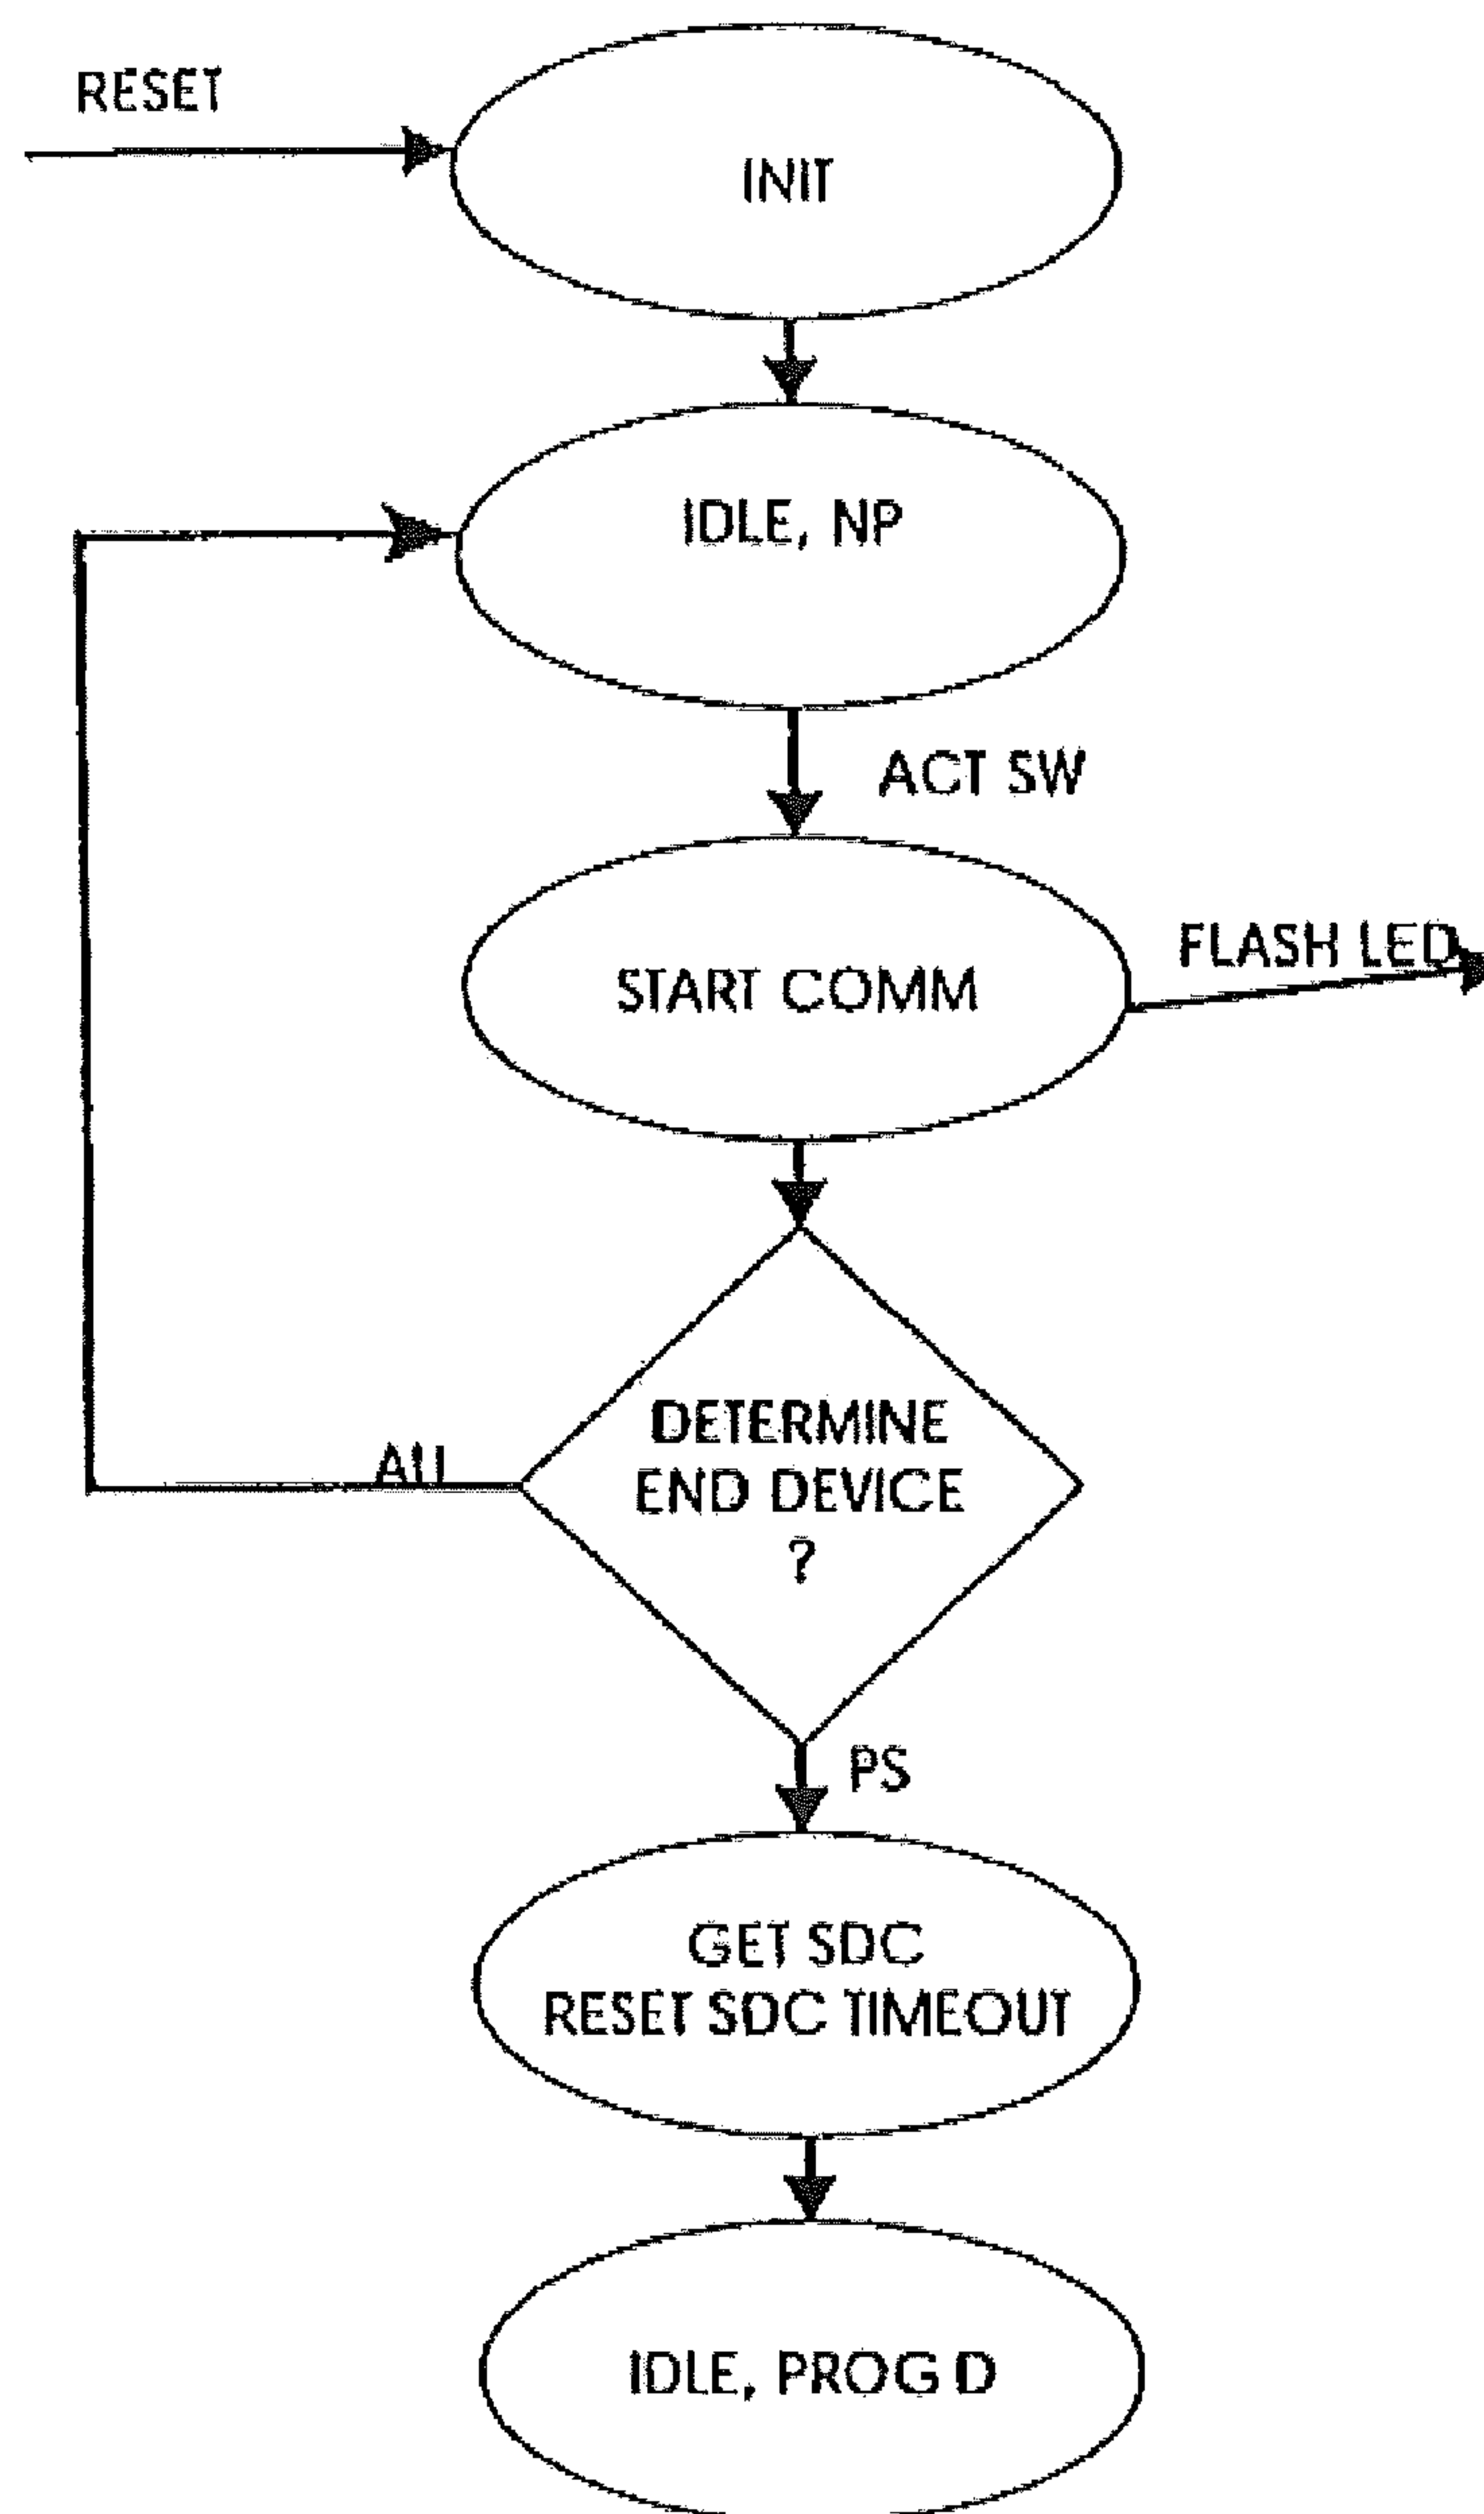 RESET
INIT
IDLE, NP
ACT SW
FLASH LED
START COMM
DETERMINE
END DEVICE
?
PS
GET SDC
RESET SDC TIMEOUT
IDLE, PROG D